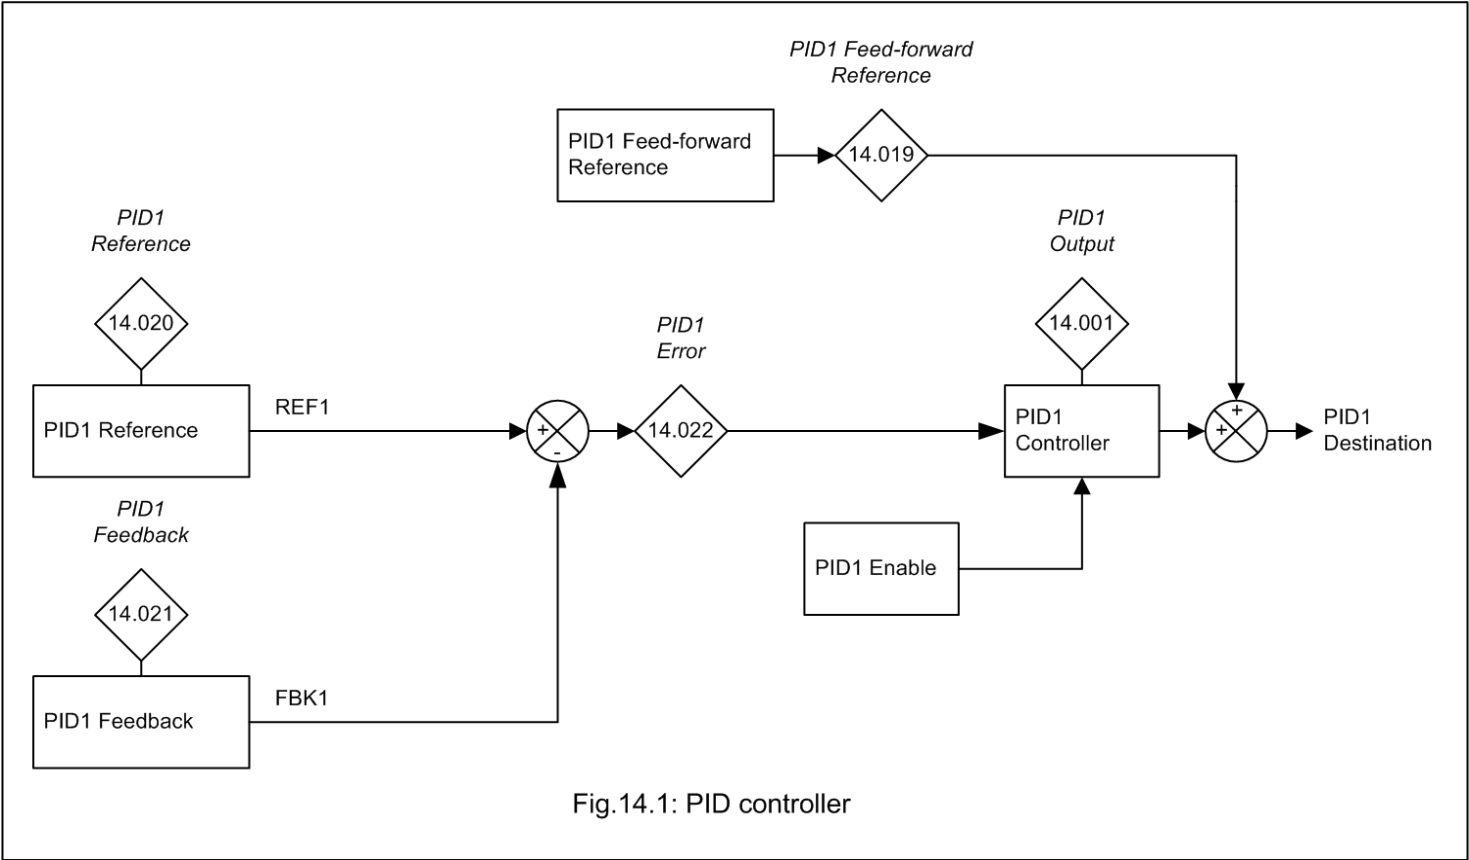 PID1 Feed-forward
Reference
PID1 Feed-forward
Reference
14.019
PID1
Reference
14.020
PID1 Reference
REF1
+
-
PID1
Error
14.022
PID1
Output
14.001
PID1
Controller
+
+
PID1
Destination
PID1 Enable
PID1
Feedback
14.021
PID1 Feedback
FBK1
Fig.14.1: PID controller